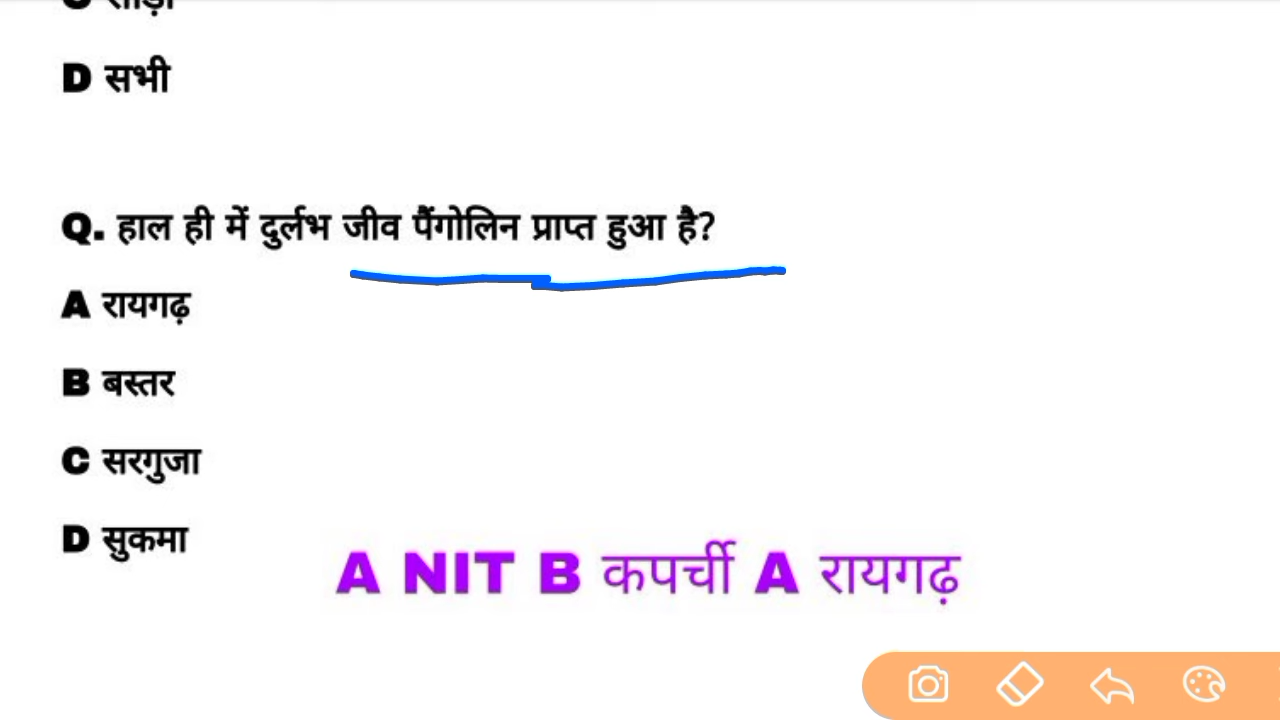 D सभी
Q. हाल ही में दुर्लभ जीव पैंगोलिन प्राप्त हुआ है?
A रायगढ़
B बस्तर
C सरगुजा
D सुकमा
A NIT B कपर्ची A रायगढ़